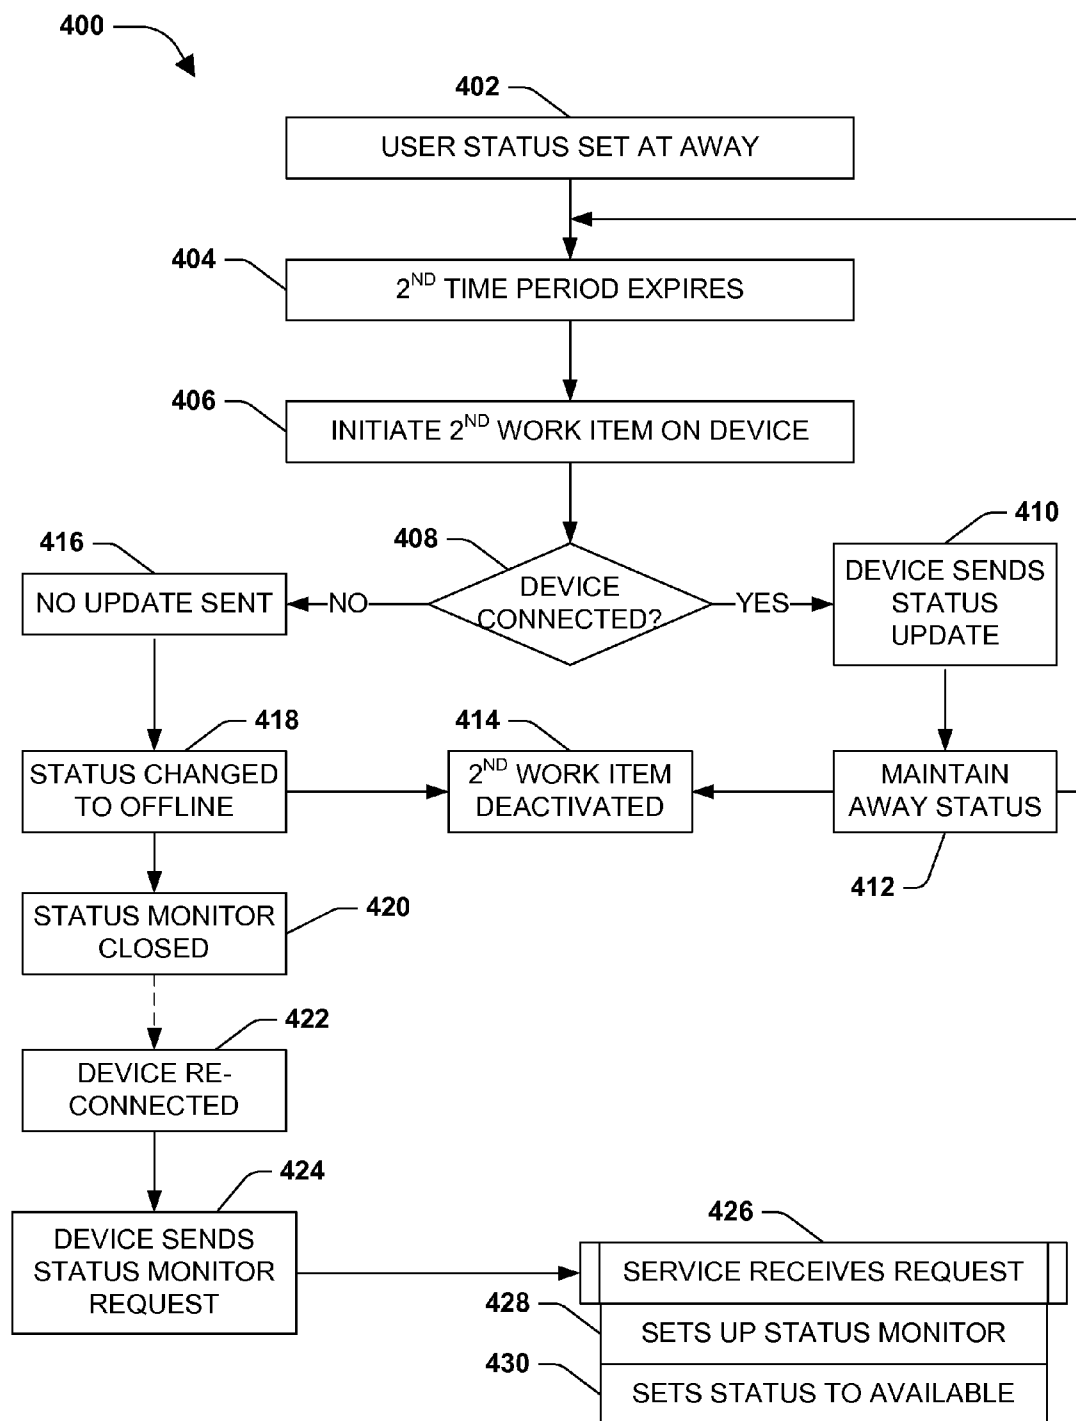 400
402
USER STATUS SET AT AWAY
404
2ND TIME PERIOD EXPIRES
406
INITIATE 2ND WORK ITEM ON DEVICE
408
DEVICE
CONNECTED?
NO
YES
410
DEVICE SENDS
STATUS
UPDATE
416
NO UPDATE SENT
418
STATUS CHANGED
TO OFFLINE
414
2ND WORK ITEM
DEACTIVATED
MAINTAIN
AWAY STATUS
412
420
STATUS MONITOR
CLOSED
422
DEVICE RE-
CONNECTED
424
DEVICE SENDS
STATUS MONITOR
REQUEST
426
SERVICE RECEIVES REQUEST
428
SETS UP STATUS MONITOR
430
SETS STATUS TO AVAILABLE